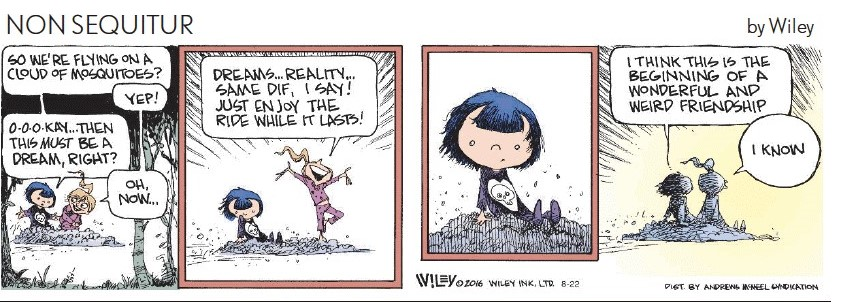 NON SEQUITUR
by Wiley
SO WE'RE FLYING ON A
CLOUD OF MOSQUITOES?
YEP!
O-O-O-KAY...THEN
THIS MUST BE A
DREAM, RIGHT?
OH,
NOW...
DREAMS...REALITY...
SAME DIF, I SAY!
JUST ENJOY THE
RIDE WHILE IT LASTS!
I THINK THIS IS THE
BEGINNING OF A
WONDERFUL AND
WEIRD FRIENDSHIP
I KNOW
WILEY © 2016 WILEY INK, LTD. 8-22
DIST. BY ANDREWS McMEEL SYNDICATION